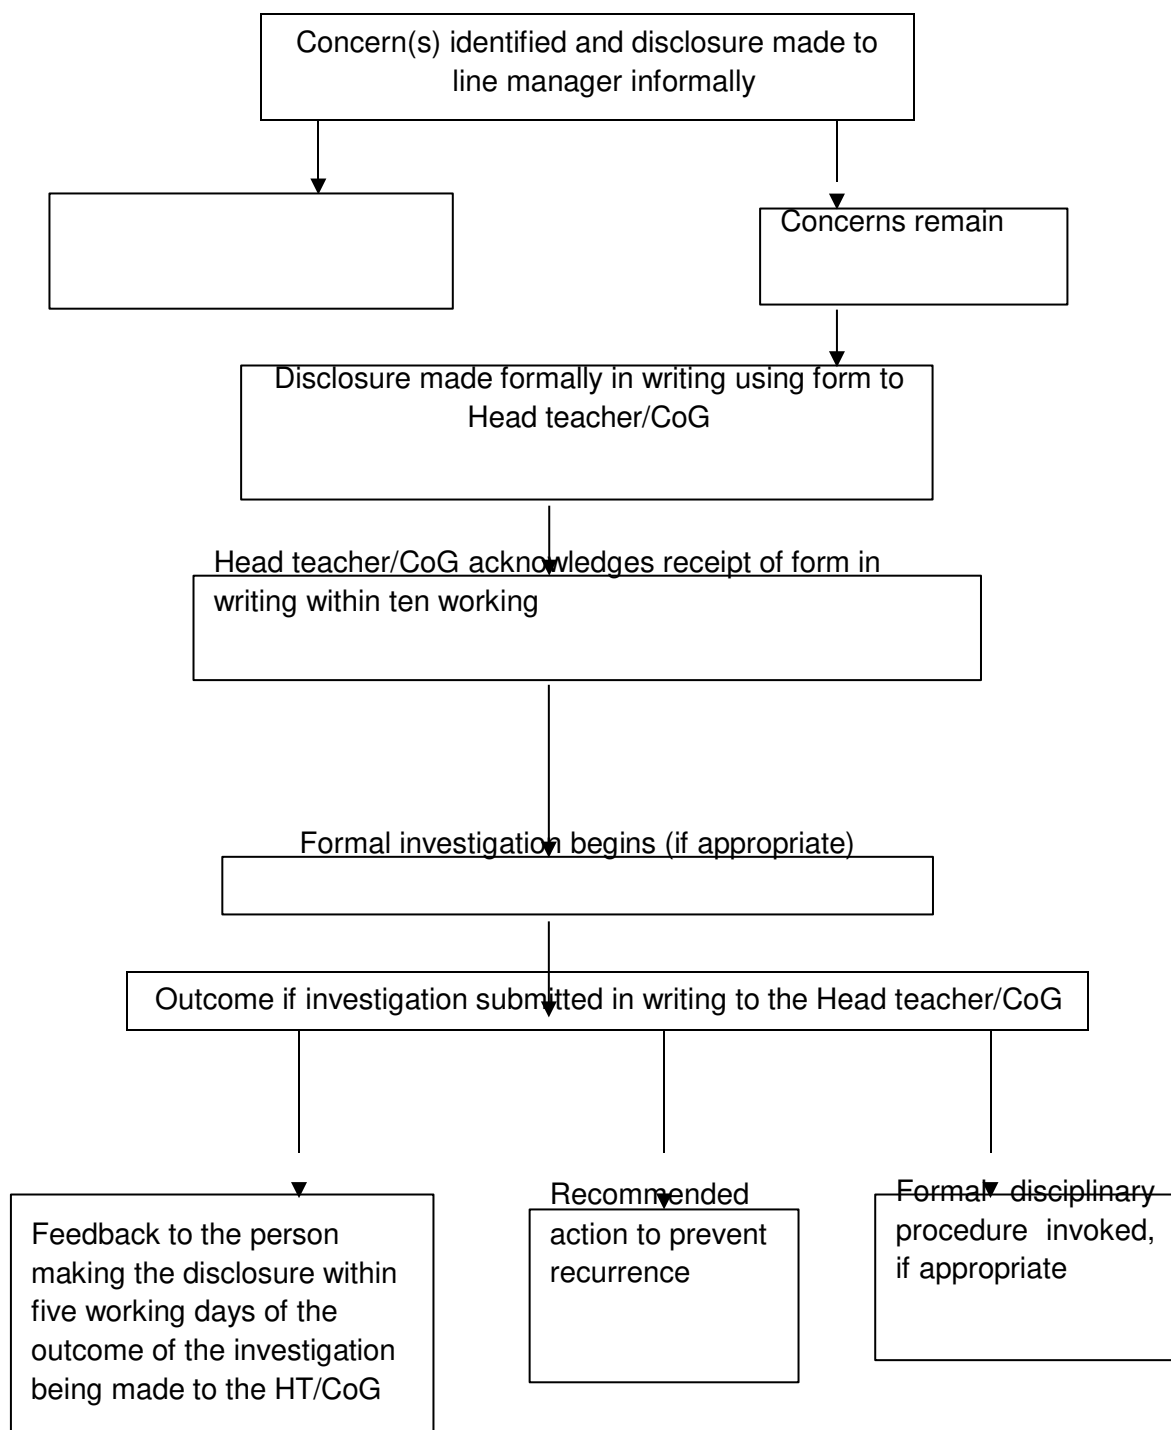 Concern(s) identified and disclosure made to
line manager informally
Concerns remain
Disclosure made formally in writing using form to
Head teacher/CoG
Head teacher/CoG acknowledges receipt of form in
writing within ten working
Formal investigation begins (if appropriate)
Outcome if investigation submitted in writing to the Head teacher/CoG
Feedback to the person
making the disclosure within
five working days of the
outcome of the investigation
being made to the HT/CoG
Recommended
action to prevent
recurrence
Formal disciplinary
procedure invoked,
if appropriate